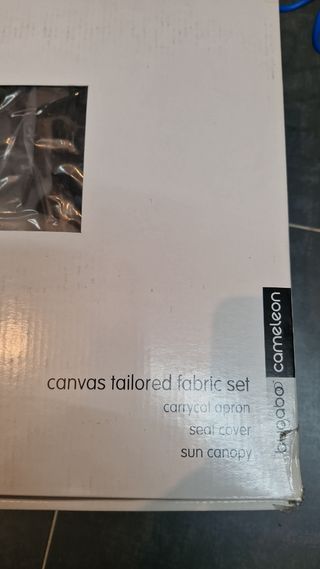 canvas tailored fabric set
carrycot apron
seat cover
sun canopy
bugaboo cameleon